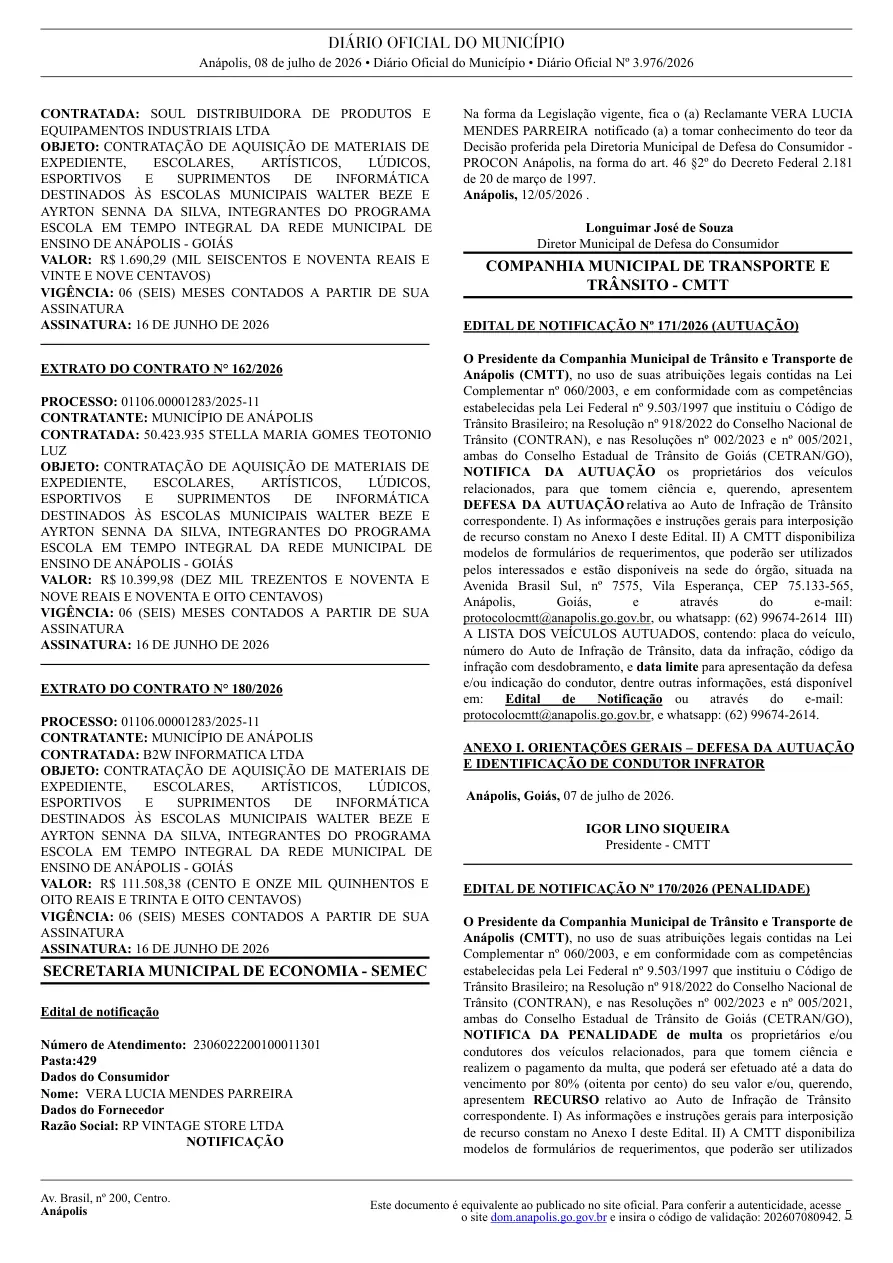 DIÁRIO OFICIAL DO MUNICÍPIO
Anápolis, 08 de julho de 2026 • Diário Oficial do Município • Diário Oficial Nº 3.976/2026
CONTRATADA: SOUL DISTRIBUIDORA DE PRODUTOS E
EQUIPAMENTOS INDUSTRIAIS LTDA
OBJETO: CONTRATAÇÃO DE AQUISIÇÃO DE MATERIAIS DE
EXPEDIENTE, ESCOLARES, ARTÍSTICOS, LÚDICOS,
ESPORTIVOS E SUPRIMENTOS DE INFORMÁTICA
DESTINADOS ÀS ESCOLAS MUNICIPAIS WALTER BEZE E
AYRTON SENNA DA SILVA, INTEGRANTES DO PROGRAMA
ESCOLA EM TEMPO INTEGRAL DA REDE MUNICIPAL DE
ENSINO DE ANÁPOLIS - GOIÁS
VALOR: R$ 1.690,29 (MIL SEISCENTOS E NOVENTA REAIS E
VINTE E NOVE CENTAVOS)
VIGÊNCIA: 06 (SEIS) MESES CONTADOS A PARTIR DE SUA
ASSINATURA
ASSINATURA: 16 DE JUNHO DE 2026
EXTRATO DO CONTRATO N° 162/2026
PROCESSO: 01106.00001283/2025-11
CONTRATANTE: MUNICÍPIO DE ANÁPOLIS
CONTRATADA: 50.423.935 STELLA MARIA GOMES TEOTONIO
LUZ
OBJETO: CONTRATAÇÃO DE AQUISIÇÃO DE MATERIAIS DE
EXPEDIENTE, ESCOLARES, ARTÍSTICOS, LÚDICOS,
ESPORTIVOS E SUPRIMENTOS DE INFORMÁTICA
DESTINADOS ÀS ESCOLAS MUNICIPAIS WALTER BEZE E
AYRTON SENNA DA SILVA, INTEGRANTES DO PROGRAMA
ESCOLA EM TEMPO INTEGRAL DA REDE MUNICIPAL DE
ENSINO DE ANÁPOLIS - GOIÁS
VALOR: R$ 10.399,98 (DEZ MIL TREZENTOS E NOVENTA E
NOVE REAIS E NOVENTA E OITO CENTAVOS)
VIGÊNCIA: 06 (SEIS) MESES CONTADOS A PARTIR DE SUA
ASSINATURA
ASSINATURA: 16 DE JUNHO DE 2026
EXTRATO DO CONTRATO N° 180/2026
PROCESSO: 01106.00001283/2025-11
CONTRATANTE: MUNICÍPIO DE ANÁPOLIS
CONTRATADA: B2W INFORMATICA LTDA
OBJETO: CONTRATAÇÃO DE AQUISIÇÃO DE MATERIAIS DE
EXPEDIENTE, ESCOLARES, ARTÍSTICOS, LÚDICOS,
ESPORTIVOS E SUPRIMENTOS DE INFORMÁTICA
DESTINADOS ÀS ESCOLAS MUNICIPAIS WALTER BEZE E
AYRTON SENNA DA SILVA, INTEGRANTES DO PROGRAMA
ESCOLA EM TEMPO INTEGRAL DA REDE MUNICIPAL DE
ENSINO DE ANÁPOLIS - GOIÁS
VALOR: R$ 111.508,38 (CENTO E ONZE MIL QUINHENTOS E
OITO REAIS E TRINTA E OITO CENTAVOS)
VIGÊNCIA: 06 (SEIS) MESES CONTADOS A PARTIR DE SUA
ASSINATURA
ASSINATURA: 16 DE JUNHO DE 2026
SECRETARIA MUNICIPAL DE ECONOMIA - SEMEC
Edital de notificação
Número de Atendimento: 2306022200100011301
Pasta:429
Dados do Consumidor
Nome: VERA LUCIA MENDES PARREIRA
Dados do Fornecedor
Razão Social: RP VINTAGE STORE LTDA
NOTIFICAÇÃO
Na forma da Legislação vigente, fica o (a) Reclamante VERA LUCIA
MENDES PARREIRA notificado (a) a tomar conhecimento do teor da
Decisão proferida pela Diretoria Municipal de Defesa do Consumidor -
PROCON Anápolis, na forma do art. 46 §2º do Decreto Federal 2.181
de 20 de março de 1997.
Anápolis, 12/05/2026 .
Longuimar José de Souza
Diretor Municipal de Defesa do Consumidor
COMPANHIA MUNICIPAL DE TRANSPORTE E
TRÂNSITO - CMTT
EDITAL DE NOTIFICAÇÃO Nº 171/2026 (AUTUAÇÃO)
O Presidente da Companhia Municipal de Trânsito e Transporte de
Anápolis (CMTT), no uso de suas atribuições legais contidas na Lei
Complementar nº 060/2003, e em conformidade com as competências
estabelecidas pela Lei Federal nº 9.503/1997 que instituiu o Código de
Trânsito Brasileiro; na Resolução nº 918/2022 do Conselho Nacional de
Trânsito (CONTRAN), e nas Resoluções nº 002/2023 e nº 005/2021,
ambas do Conselho Estadual de Trânsito de Goiás (CETRAN/GO),
NOTIFICA DA AUTUAÇÃO os proprietários dos veículos
relacionados, para que tomem ciência e, querendo, apresentem
DEFESA DA AUTUAÇÃO relativa ao Auto de Infração de Trânsito
correspondente. I) As informações e instruções gerais para interposição
de recurso constam no Anexo I deste Edital. II) A CMTT disponibiliza
modelos de formulários de requerimentos, que poderão ser utilizados
pelos interessados e estão disponíveis na sede do órgão, situada na
Avenida Brasil Sul, nº 7575, Vila Esperança, CEP 75.133-565,
Anápolis, Goiás, e através do e-mail:
protocolocmtt@anapolis.go.gov.br, ou whatsapp: (62) 99674-2614 III)
A LISTA DOS VEÍCULOS AUTUADOS, contendo: placa do veículo,
número do Auto de Infração de Trânsito, data da infração, código da
infração com desdobramento, e data limite para apresentação da defesa
e/ou indicação do condutor, dentre outras informações, está disponível
em: Edital de Notificação ou através do e-mail:
protocolocmtt@anapolis.go.gov.br, e whatsapp: (62) 99674-2614.
ANEXO I. ORIENTAÇÕES GERAIS – DEFESA DA AUTUAÇÃO
E IDENTIFICAÇÃO DE CONDUTOR INFRATOR
Anápolis, Goiás, 07 de julho de 2026.
IGOR LINO SIQUEIRA
Presidente - CMTT
EDITAL DE NOTIFICAÇÃO Nº 170/2026 (PENALIDADE)
O Presidente da Companhia Municipal de Trânsito e Transporte de
Anápolis (CMTT), no uso de suas atribuições legais contidas na Lei
Complementar nº 060/2003, e em conformidade com as competências
estabelecidas pela Lei Federal nº 9.503/1997 que instituiu o Código de
Trânsito Brasileiro; na Resolução nº 918/2022 do Conselho Nacional de
Trânsito (CONTRAN), e nas Resoluções nº 002/2023 e nº 005/2021,
ambas do Conselho Estadual de Trânsito de Goiás (CETRAN/GO),
NOTIFICA DA PENALIDADE de multa os proprietários e/ou
condutores dos veículos relacionados, para que tomem ciência e
realizem o pagamento da multa, que poderá ser efetuado até a data do
vencimento por 80% (oitenta por cento) do seu valor e/ou, querendo,
apresentem RECURSO relativo ao Auto de Infração de Trânsito
correspondente. I) As informações e instruções gerais para interposição
de recurso constam no Anexo I deste Edital. II) A CMTT disponibiliza
modelos de formulários de requerimentos, que poderão ser utilizados
Av. Brasil, nº 200, Centro.
Anápolis
Este documento é equivalente ao publicado no site oficial. Para conferir a autenticidade, acesse
o site dom.anapolis.go.gov.br e insira o código de validação: 202607080942. 5